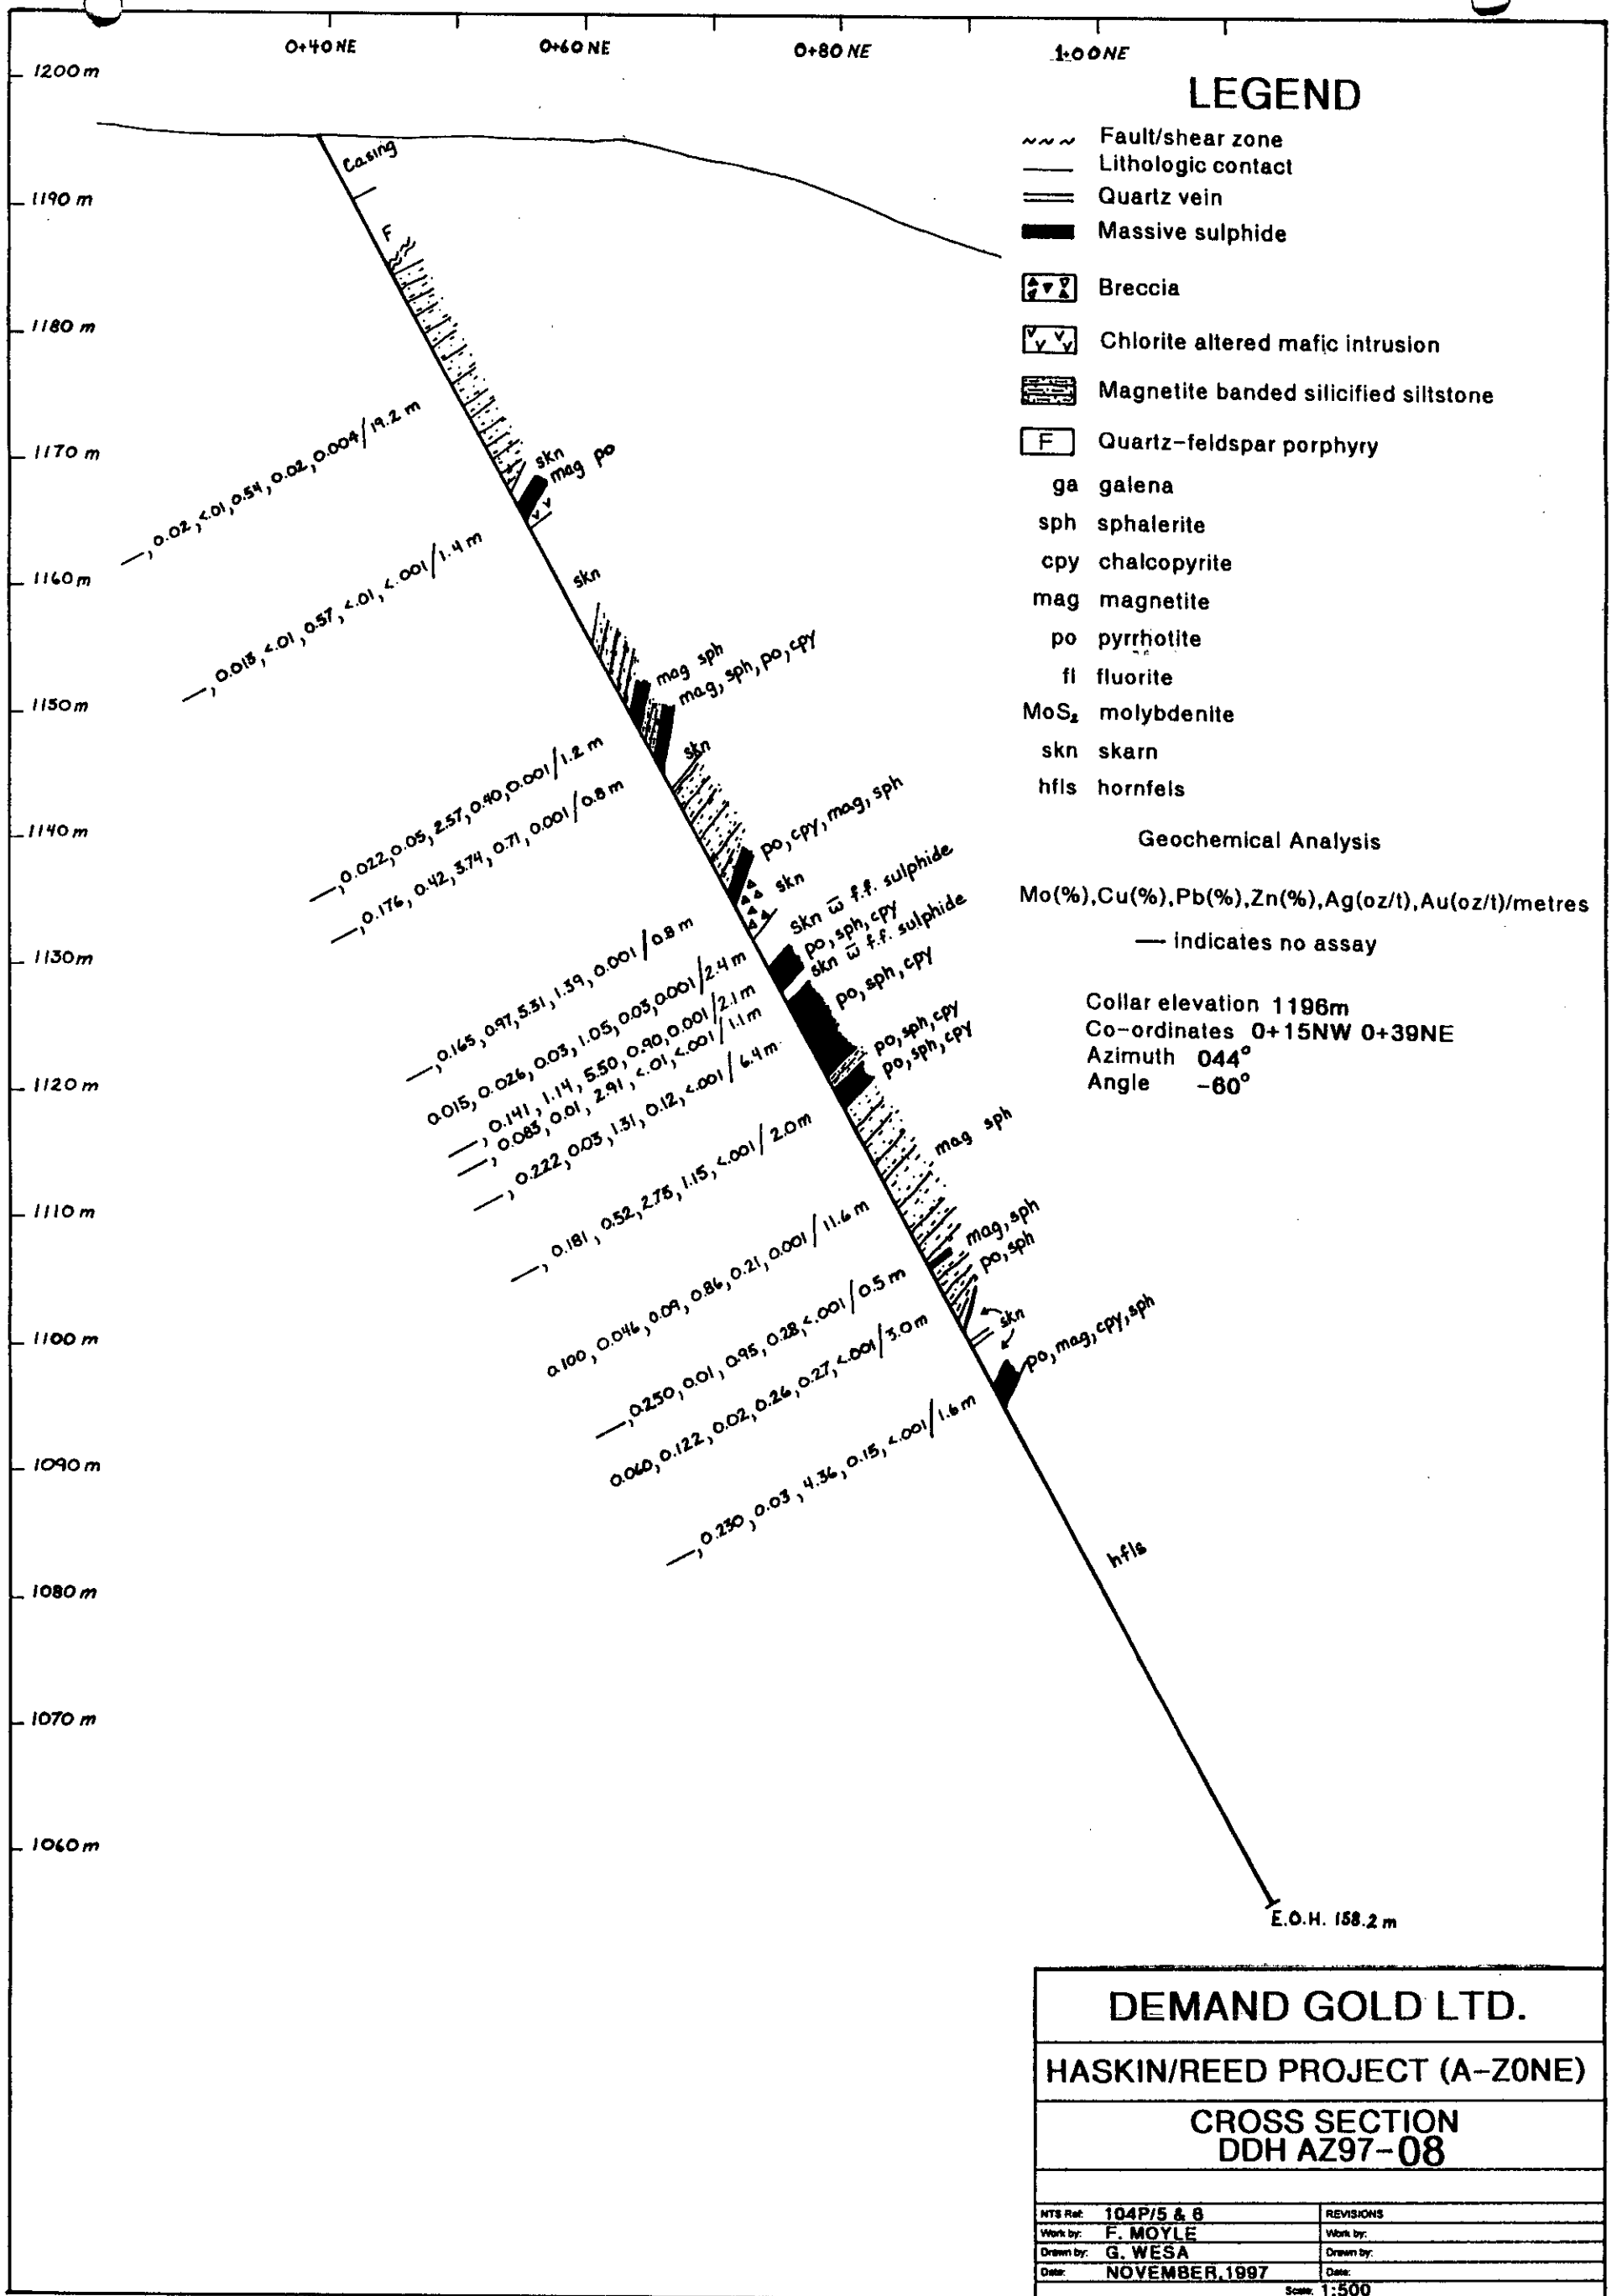 0+40 NE
0+60 NE
0+80 NE
1+00 NE
1200 m
1190 m
1180 m
1170 m
1160 m
1150 m
1140 m
1130 m
1120 m
1110 m
1100 m
1090 m
1080 m
1070 m
1060 m
LEGEND
Fault/shear zone
Lithologic contact
Quartz vein
Massive sulphide
Breccia
Chlorite altered mafic intrusion
Magnetite banded silicified siltstone
F Quartz-feldspar porphyry
ga galena
sph sphalerite
cpy chalcopyrite
mag magnetite
po pyrrhotite
fl fluorite
MoS₂ molybdenite
skn skarn
hfls hornfels
Geochemical Analysis
Mo(%),Cu(%),Pb(%),Zn(%),Ag(oz/t),Au(oz/t)/metres
— indicates no assay
Collar elevation 1196m
Co-ordinates 0+15NW 0+39NE
Azimuth 044°
Angle -60°
Casing
F
skn
mag po
skn
mag sph
mag, sph, po, cpy
skn
po, cpy, mag, sph
skn
skn w̄ f.f. sulphide
po, sph, cpy
skn w̄ f.f. sulphide
po, sph, cpy
po, sph, cpy
po, sph, cpy
mag sph
mag, sph
po, sph
skn
po, mag, cpy, sph
hfls
E.O.H. 158.2 m
—, 0.02, <.01, 0.54, 0.02, 0.004/19.2 m
—, 0.013, <.01, 0.57, <.01, <.001/1.4 m
—, 0.022, 0.05, 2.57, 0.40, 0.001/1.2 m
—, 0.176, 0.42, 3.74, 0.71, 0.001/0.8 m
—, 0.165, 0.97, 5.31, 1.39, 0.001/0.8 m
0.015, 0.026, 0.03, 1.05, 0.03, 0.001/2.4 m
—, 0.141, 1.14, 5.50, 0.90, 0.001/2.1 m
—, 0.083, 0.01, 2.91, <.01, <.001/1.1 m
—, 0.222, 0.03, 1.31, 0.12, <.001/6.4 m
—, 0.181, 0.52, 2.75, 1.15, <.001/2.0 m
0.100, 0.046, 0.09, 0.86, 0.21, 0.001/11.6 m
—, 0.250, 0.01, 0.95, 0.28, <.001/0.5 m
0.060, 0.122, 0.02, 0.26, 0.27, <.001/3.0 m
—, 0.230, 0.03, 4.36, 0.15, <.001/1.6 m
DEMAND GOLD LTD.
HASKIN/REED PROJECT (A-ZONE)
CROSS SECTION
DDH AZ97-08
NTS Ref: 104P/5 & 6
REVISIONS
Work by: F. MOYLE
Work by:
Drawn by: G. WESA
Drawn by:
Date: NOVEMBER, 1997
Date:
Scale: 1:500